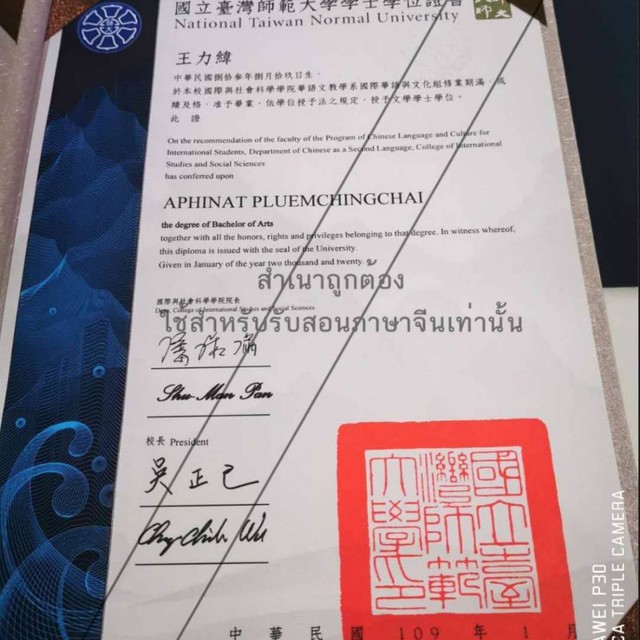 國立臺灣師範大學學士學位證書
National Taiwan Normal University
王力緯
中華民國捌拾參年捌月拾玖日生,
於本校國際與社會科學學院華語文教學系國際華語與文化組修業期滿,成
績及格,准予畢業,依學位授予法之規定,授予文學學士學位。
此 證
On the recommendation of the faculty of the Program of Chinese Language and Culture for
International Students, Department of Chinese as a Second Language, College of International
Studies and Social Sciences
has conferred upon
APHINAT PLUEMCHINGCHAI
the degree of Bachelor of Arts
together with all the honors, rights and privileges belonging to that degree. In witness whereof,
this diploma is issued with the seal of the University.
Given in January of the year two thousand and twenty.
สำเนาถูกต้อง
國際與社會科學學院院長
Dean, College of International Studies and Social Sciences
ใช้สำหรับรับสอนภาษาจีนเท่านั้น
Shu-Man Pan
校長 President
吳正己
國立臺
灣師範
大學印
中 華 民 國 109 年 1 月
HUAWEI P30
CA TRIPLE CAMERA